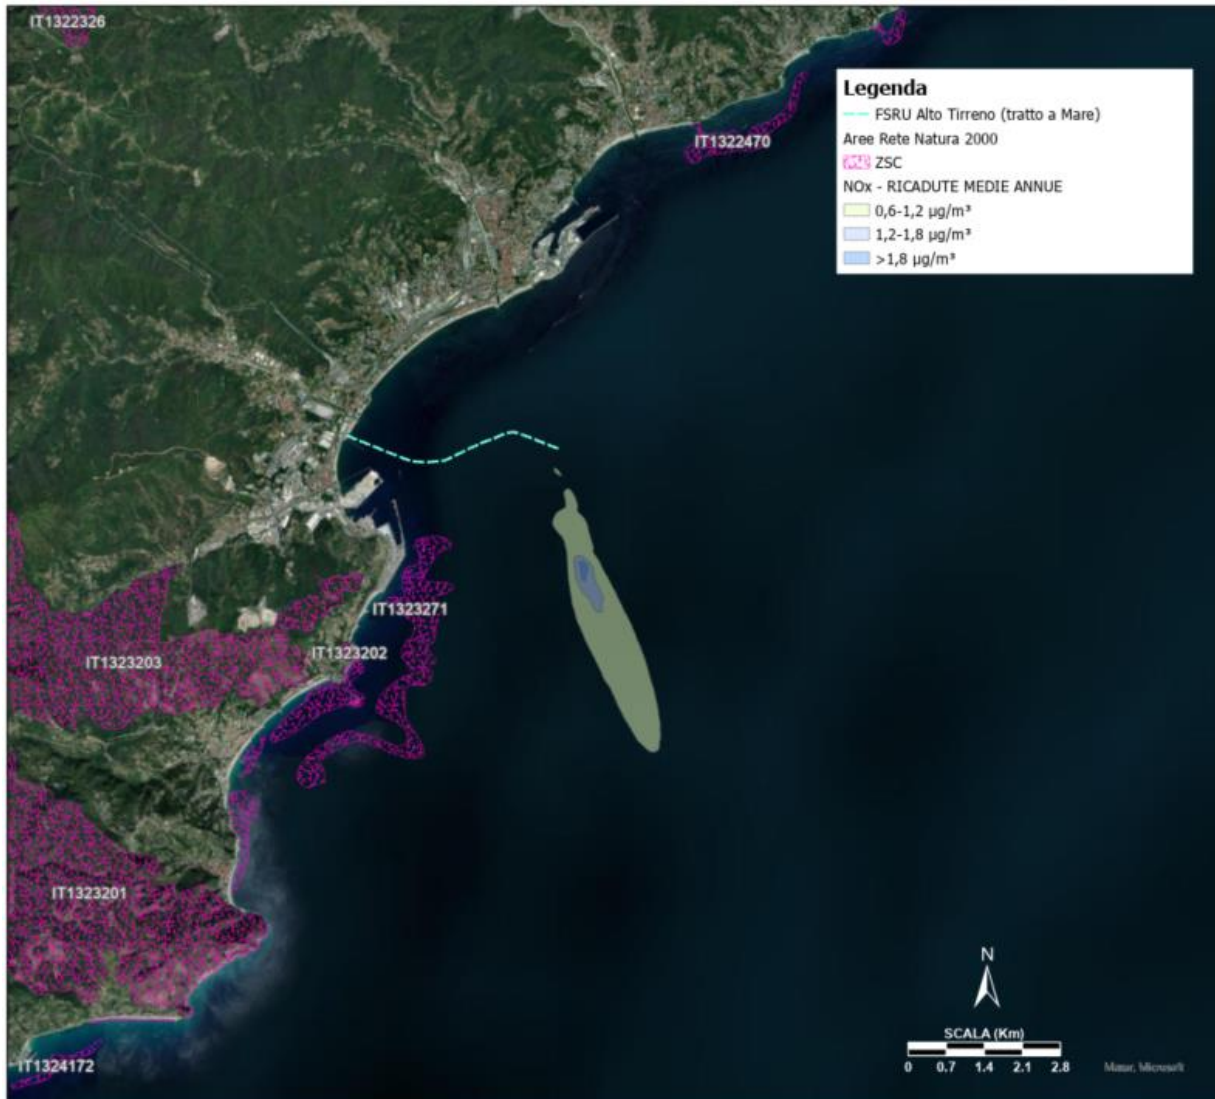 IT1322326
Legenda
FSRU Alto Tirreno (tratto a Mare)
Aree Rete Natura 2000
ZSC
NOx - RICADUTE MEDIE ANNUE
0,6-1,2 µg/m³
1,2-1,8 µg/m³
>1,8 µg/m³
IT1322470
IT1323271
IT1323202
IT1323203
IT1323201
N
SCALA (Km)
0 0.7 1.4 2.1 2.8
Maxar, Microsoft
IT1324172